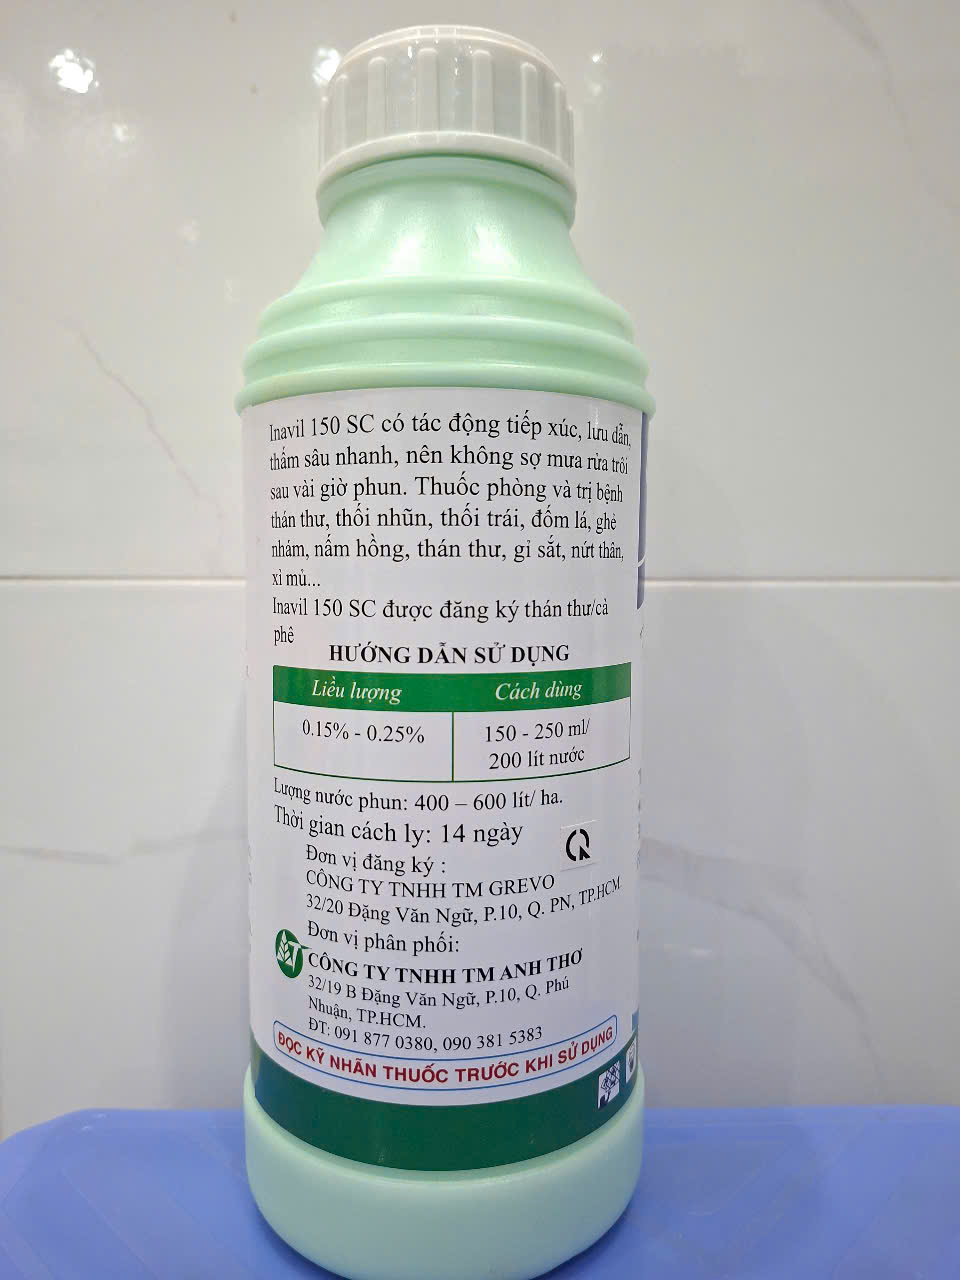 Inavil 150 SC có tác động tiếp xúc, lưu dẫn,
thấm sâu nhanh, nên không sợ mưa rửa trôi
sau vài giờ phun. Thuốc phòng và trị bệnh
thán thư, thối nhũn, thối trái, đốm lá, ghẻ
nhám, nấm hồng, thán thư, gỉ sắt, nứt thân,
xì mủ...
Inavil 150 SC được đăng ký thán thư/cà
phê
HƯỚNG DẪN SỬ DỤNG
Liều lượng Cách dùng
0.15% - 0.25% 150 - 250 ml/
200 lít nước
Lượng nước phun: 400 – 600 lít/ ha.
Thời gian cách ly: 14 ngày
Đơn vị đăng ký :
CÔNG TY TNHH TM GREVO
32/20 Đặng Văn Ngữ, P.10, Q. PN, TP.HCM
Đơn vị phân phối:
CÔNG TY TNHH TM ANH THƠ
32/19 B Đặng Văn Ngữ, P.10, Q. Phú
Nhuận, TP.HCM.
ĐT: 091 877 0380, 090 381 5383
ĐỌC KỸ NHÃN THUỐC TRƯỚC KHI SỬ DỤNG